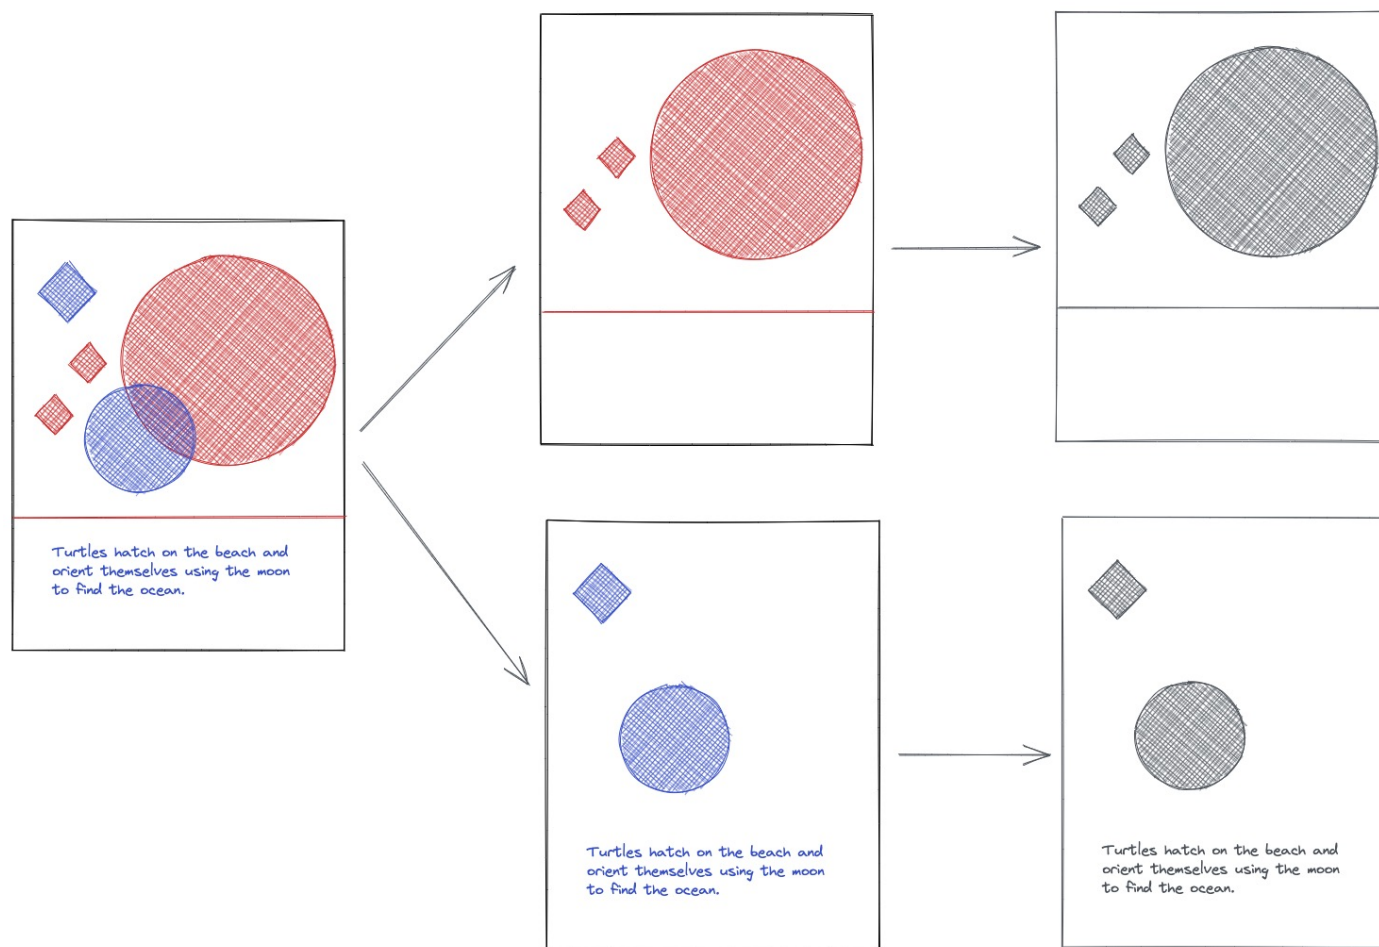 Turtles hatch on the beach and
orient themselves using the moon
to find the ocean.
Turtles hatch on the beach and
orient themselves using the moon
to find the ocean.
Turtles hatch on the beach and
orient themselves using the moon
to find the ocean.